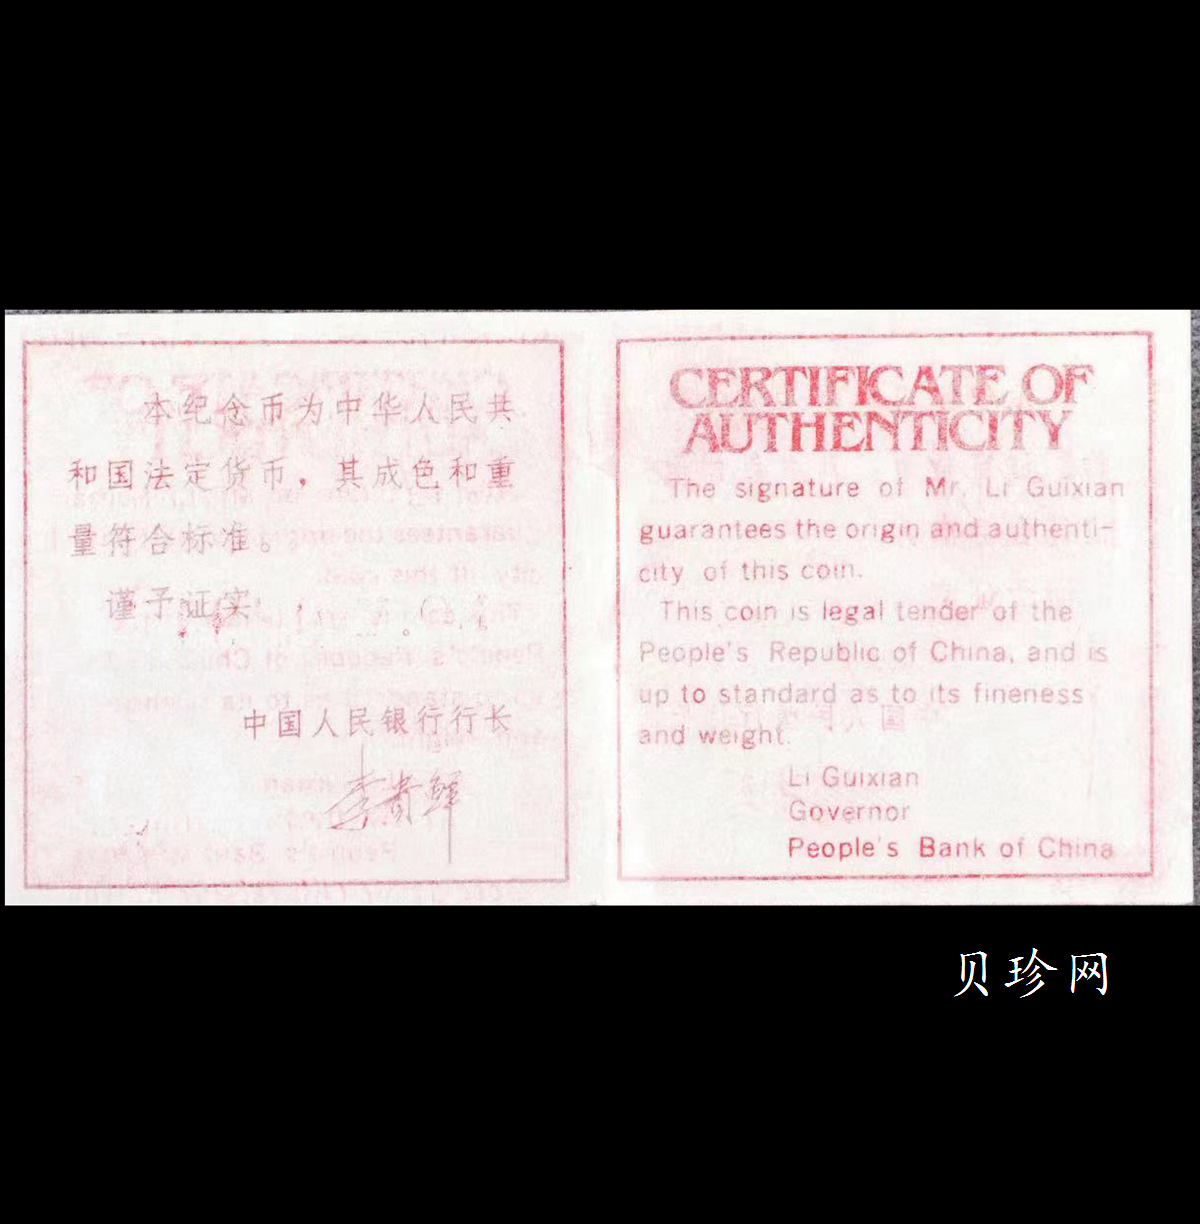 本纪念币为中华人民共
和国法定货币，其成色和重
量符合标准。
谨予证实
中国人民银行行长
李贵鲜
CERTIFICATE OF
AUTHENTICITY
The signature of Mr. Li Guixian
guarantees the origin and authenti-
city of this coin.
This coin is legal tender of the
People's Republic of China, and is
up to standard as to its fineness
and weight.
Li Guixian
Governor
People's Bank of China
贝珍网